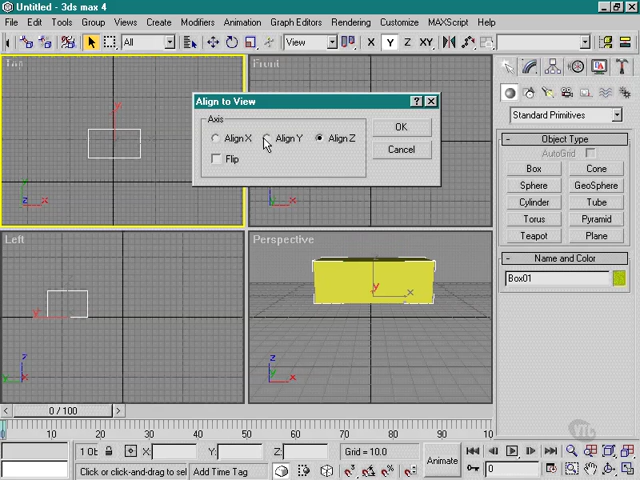 Untitled - 3ds max 4
File Edit Tools Group Views Create Modifiers Animation Graph Editors Rendering Customize MAXScript
All View X Y Z XY
Top Front
Align to View
Axis
Align X Align Y Align Z
Flip
OK
Cancel
Standard Primitives
Object Type
AutoGrid
Box Cone
Sphere GeoSphere
Cylinder Tube
Torus Pyramid
Teapot Plane
Name and Color
Box01
Left Perspective
y x
z
x
z
y x
< 0 / 100 >
0 10 20 30 40 50 60 70 80 90 10
X: Y: Z: Grid = 10.0
Click or click-and-drag to sel Add Time Tag
Animate
0